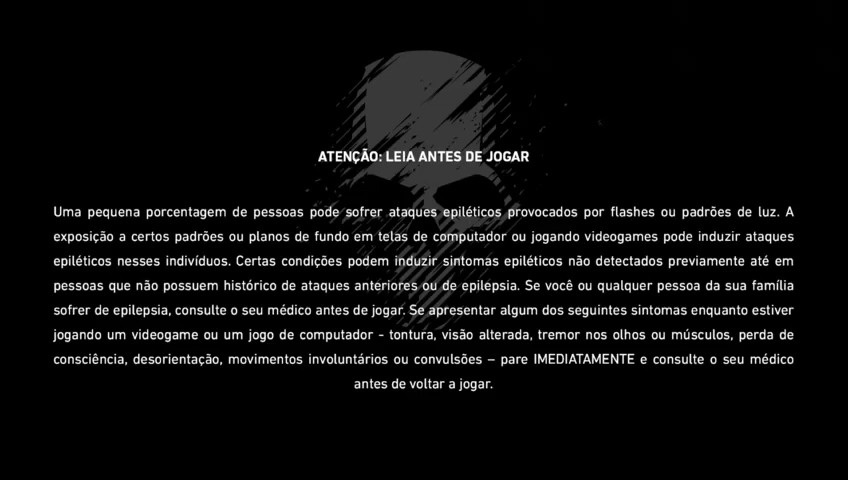 ATENÇÃO: LEIA ANTES DE JOGAR
Uma pequena porcentagem de pessoas pode sofrer ataques epiléticos provocados por flashes ou padrões de luz. A
exposição a certos padrões ou planos de fundo em telas de computador ou jogando videogames pode induzir ataques
epiléticos nesses indivíduos. Certas condições podem induzir sintomas epiléticos não detectados previamente até em
pessoas que não possuem histórico de ataques anteriores ou de epilepsia. Se você ou qualquer pessoa da sua família
sofrer de epilepsia, consulte o seu médico antes de jogar. Se apresentar algum dos seguintes sintomas enquanto estiver
jogando um videogame ou um jogo de computador - tontura, visão alterada, tremor nos olhos ou músculos, perda de
consciência, desorientação, movimentos involuntários ou convulsões – pare IMEDIATAMENTE e consulte o seu médico
antes de voltar a jogar.